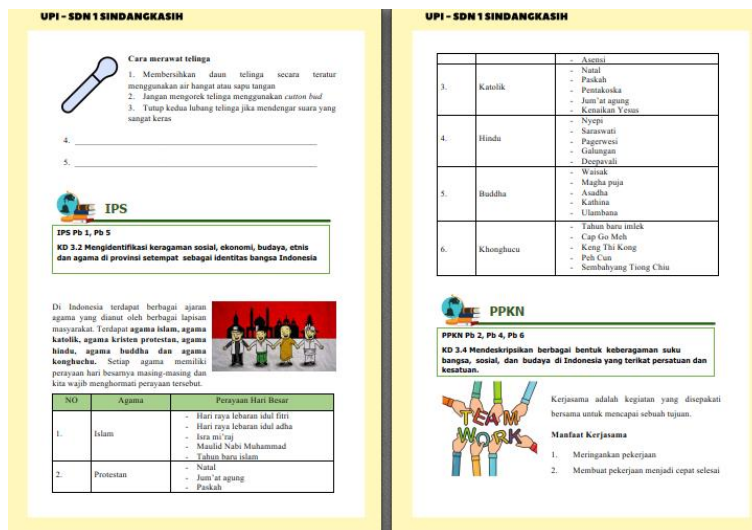 UPI – SDN 1 SINDANGKASIH
Cara merawat telinga
1. Membersihkan daun telinga secara teratur
menggunakan air hangat atau sapu tangan
2. Jangan mengorek telinga menggunakan cutton bud
3. Tutup kedua lubang telinga jika mendengar suara yang
sangat keras
4.
5.
IPS
IPS Pb 1, Pb 5
KD 3.2 Mengidentifikasi keragaman sosial, ekonomi, budaya, etnis
dan agama di provinsi setempat sebagai identitas bangsa Indonesia
Di Indonesia terdapat berbagai ajaran
agama yang dianut oleh berbagai lapisan
masyarakat. Terdapat agama islam, agama
katolik, agama kristen protestan, agama
hindu, agama buddha dan agama
konghuchu. Setiap agama memiliki
perayaan hari besarnya masing-masing dan
kita wajib menghormati perayaan tersebut.
NO Agama Perayaan Hari Besar
1. Islam
- Hari raya lebaran idul fitri
- Hari raya lebaran idul adha
- Isra mi'raj
- Maulid Nabi Muhammad
- Tahun baru islam
2. Protestan
- Natal
- Jum'at agung
- Paskah
UPI – SDN 1 SINDANGKASIH
- Asensi
3. Katolik
- Natal
- Paskah
- Pentakoska
- Jum'at agung
- Kenaikan Yesus
4. Hindu
- Nyepi
- Saraswati
- Pagerwesi
- Galungan
- Deepavali
5. Buddha
- Waisak
- Magha puja
- Asadha
- Kathina
- Ulambana
6. Khonghucu
- Tahun baru imlek
- Cap Go Meh
- Keng Thi Kong
- Peh Cun
- Sembahyang Tiong Chiu
PPKN
PPKN Pb 2, Pb 4, Pb 6
KD 3.4 Mendeskripsikan berbagai bentuk keberagaman suku
bangsa, sosial, dan budaya di Indonesia yang terikat persatuan dan
kesatuan.
TEAM
WORK
Kerjasama adalah kegiatan yang disepakati
bersama untuk mencapai sebuah tujuan.
Manfaat Kerjasama
1. Meringankan pekerjaan
2. Membuat pekerjaan menjadi cepat selesai